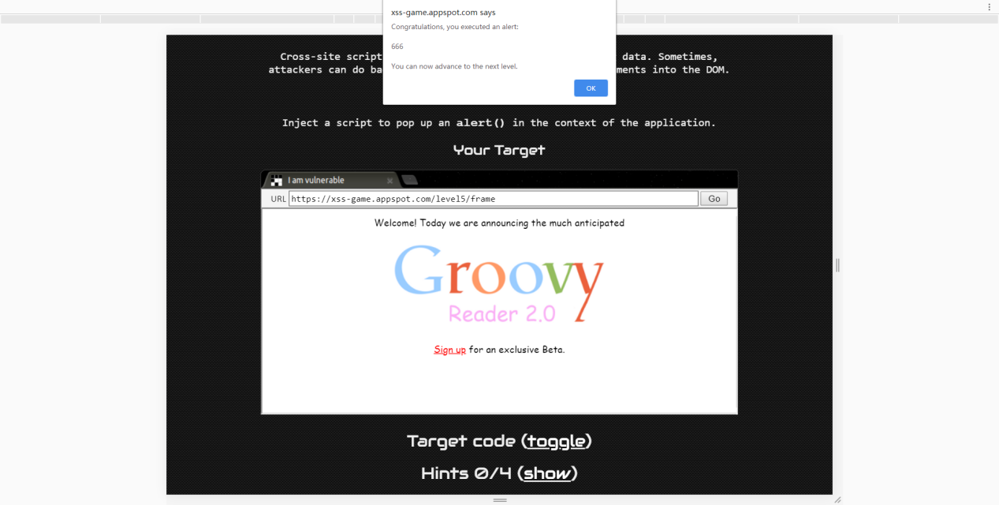 xss-game.appspot.com says
Congratulations, you executed an alert:
666
You can now advance to the next level.
OK
Cross-site script data. Sometimes,
attackers can do ba ments into the DOM.
Inject a script to pop up an alert() in the context of the application.
Your Target
I am vulnerable
URL https://xss-game.appspot.com/level5/frame Go
Welcome! Today we are announcing the much anticipated
Groovy
Reader 2.0
Sign up for an exclusive Beta.
Target code (toggle)
Hints 0/4 (show)